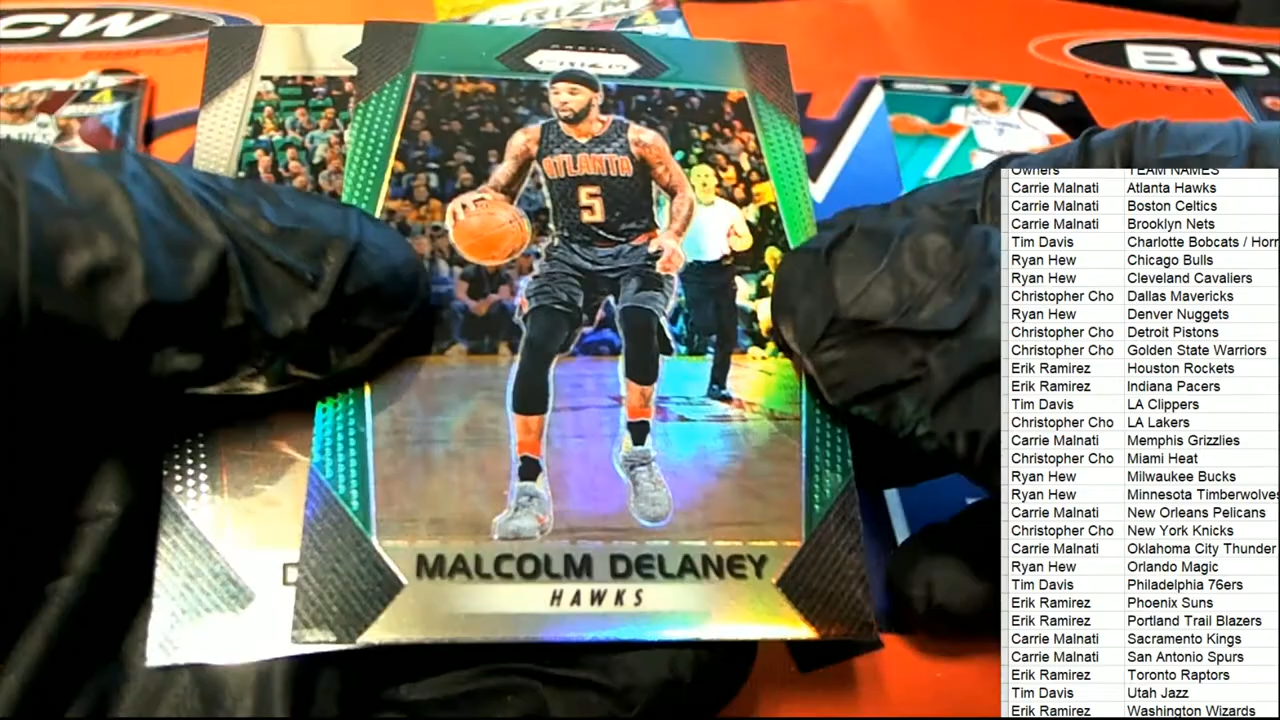 CW
PRIZM
BCW
PANINI
PRIZM
ATLANTA
5
MALCOLM DELANEY
HAWKS
D
7
Owners TEAM NAMES
Carrie Malnati Atlanta Hawks
Carrie Malnati Boston Celtics
Carrie Malnati Brooklyn Nets
Tim Davis Charlotte Bobcats / Horn
Ryan Hew Chicago Bulls
Ryan Hew Cleveland Cavaliers
Christopher Cho Dallas Mavericks
Ryan Hew Denver Nuggets
Christopher Cho Detroit Pistons
Christopher Cho Golden State Warriors
Erik Ramirez Houston Rockets
Erik Ramirez Indiana Pacers
Tim Davis LA Clippers
Christopher Cho LA Lakers
Carrie Malnati Memphis Grizzlies
Christopher Cho Miami Heat
Ryan Hew Milwaukee Bucks
Ryan Hew Minnesota Timberwolves
Carrie Malnati New Orleans Pelicans
Christopher Cho New York Knicks
Carrie Malnati Oklahoma City Thunder
Ryan Hew Orlando Magic
Tim Davis Philadelphia 76ers
Erik Ramirez Phoenix Suns
Erik Ramirez Portland Trail Blazers
Carrie Malnati Sacramento Kings
Carrie Malnati San Antonio Spurs
Erik Ramirez Toronto Raptors
Tim Davis Utah Jazz
Erik Ramirez Washington Wizards